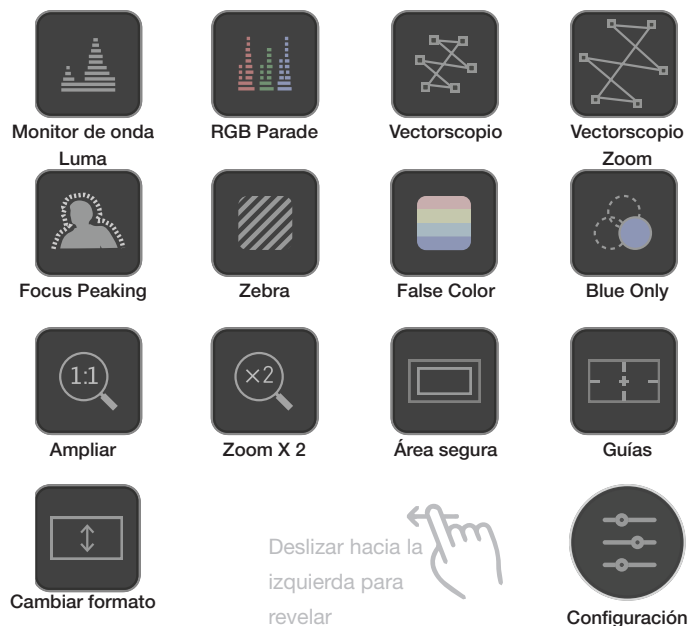 Monitor de onda
Luma
RGB Parade
Vectorscopio
Vectorscopio
Zoom
Focus Peaking
Zebra
False Color
Blue Only
1:1
Ampliar
×2
Zoom X 2
Área segura
Guías
Cambiar formato
Deslizar hacia la
izquierda para
revelar
Configuración